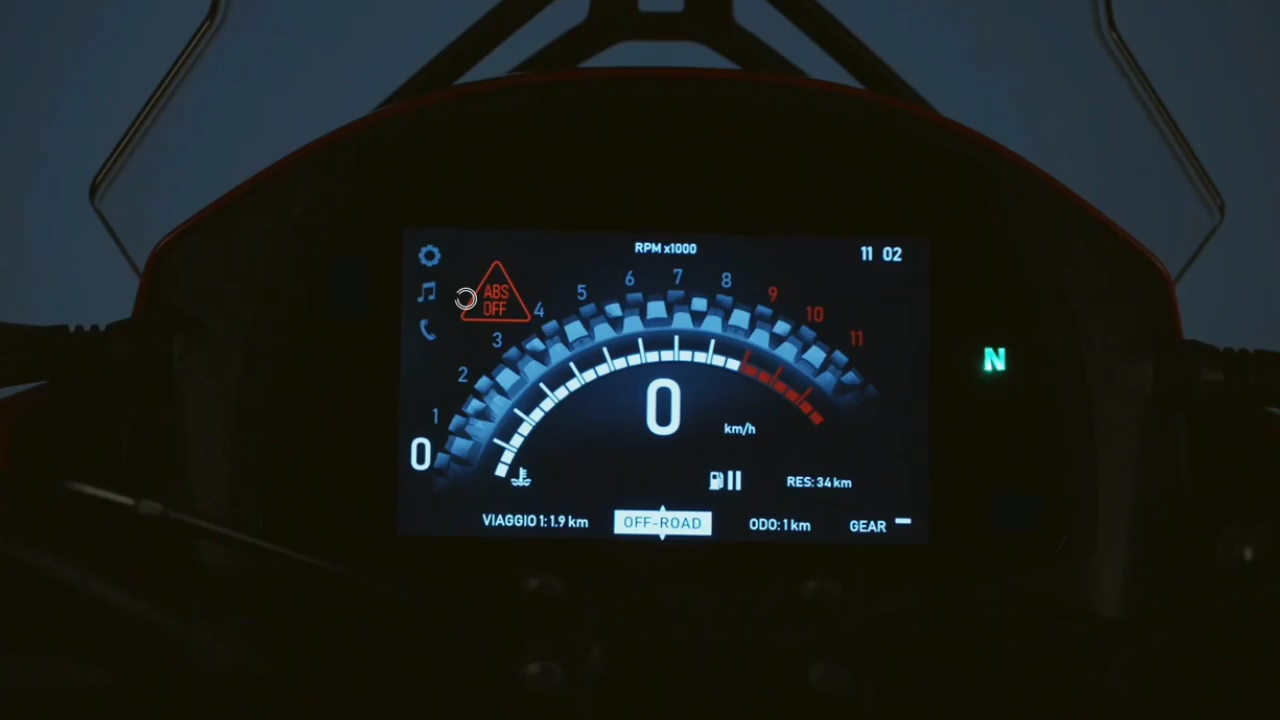 RPM x1000
11 02
ABS
OFF
0
1
2
3
4
5
6
7
8
9
10
11
0
km/h
RES: 34 km
VIAGGIO 1: 1.9 km
OFF-ROAD
ODO: 1 km
GEAR –
N